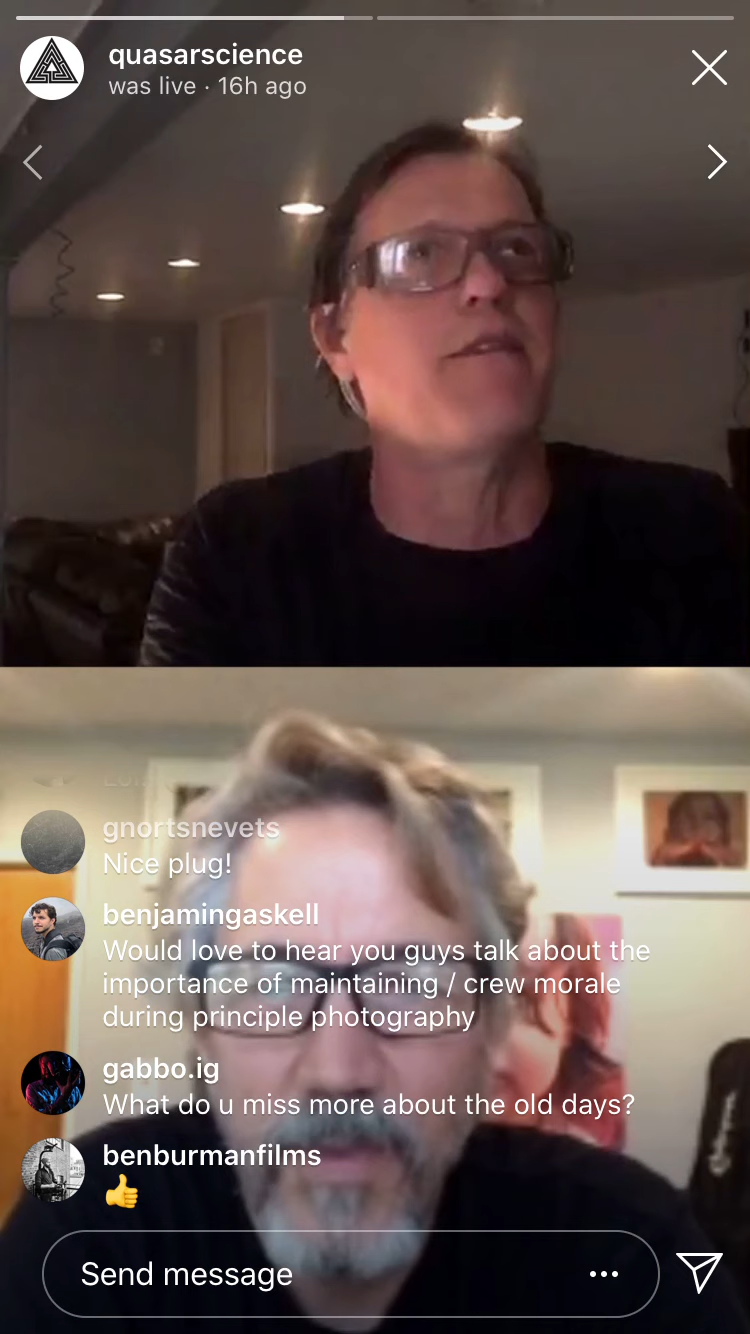 quasarscience
was live · 16h ago
gnortsnevets
Nice plug!
benjamingaskell
Would love to hear you guys talk about the
importance of maintaining / crew morale
during principle photography
gabbo.ig
What do u miss more about the old days?
benburmanfilms
👍
Send message